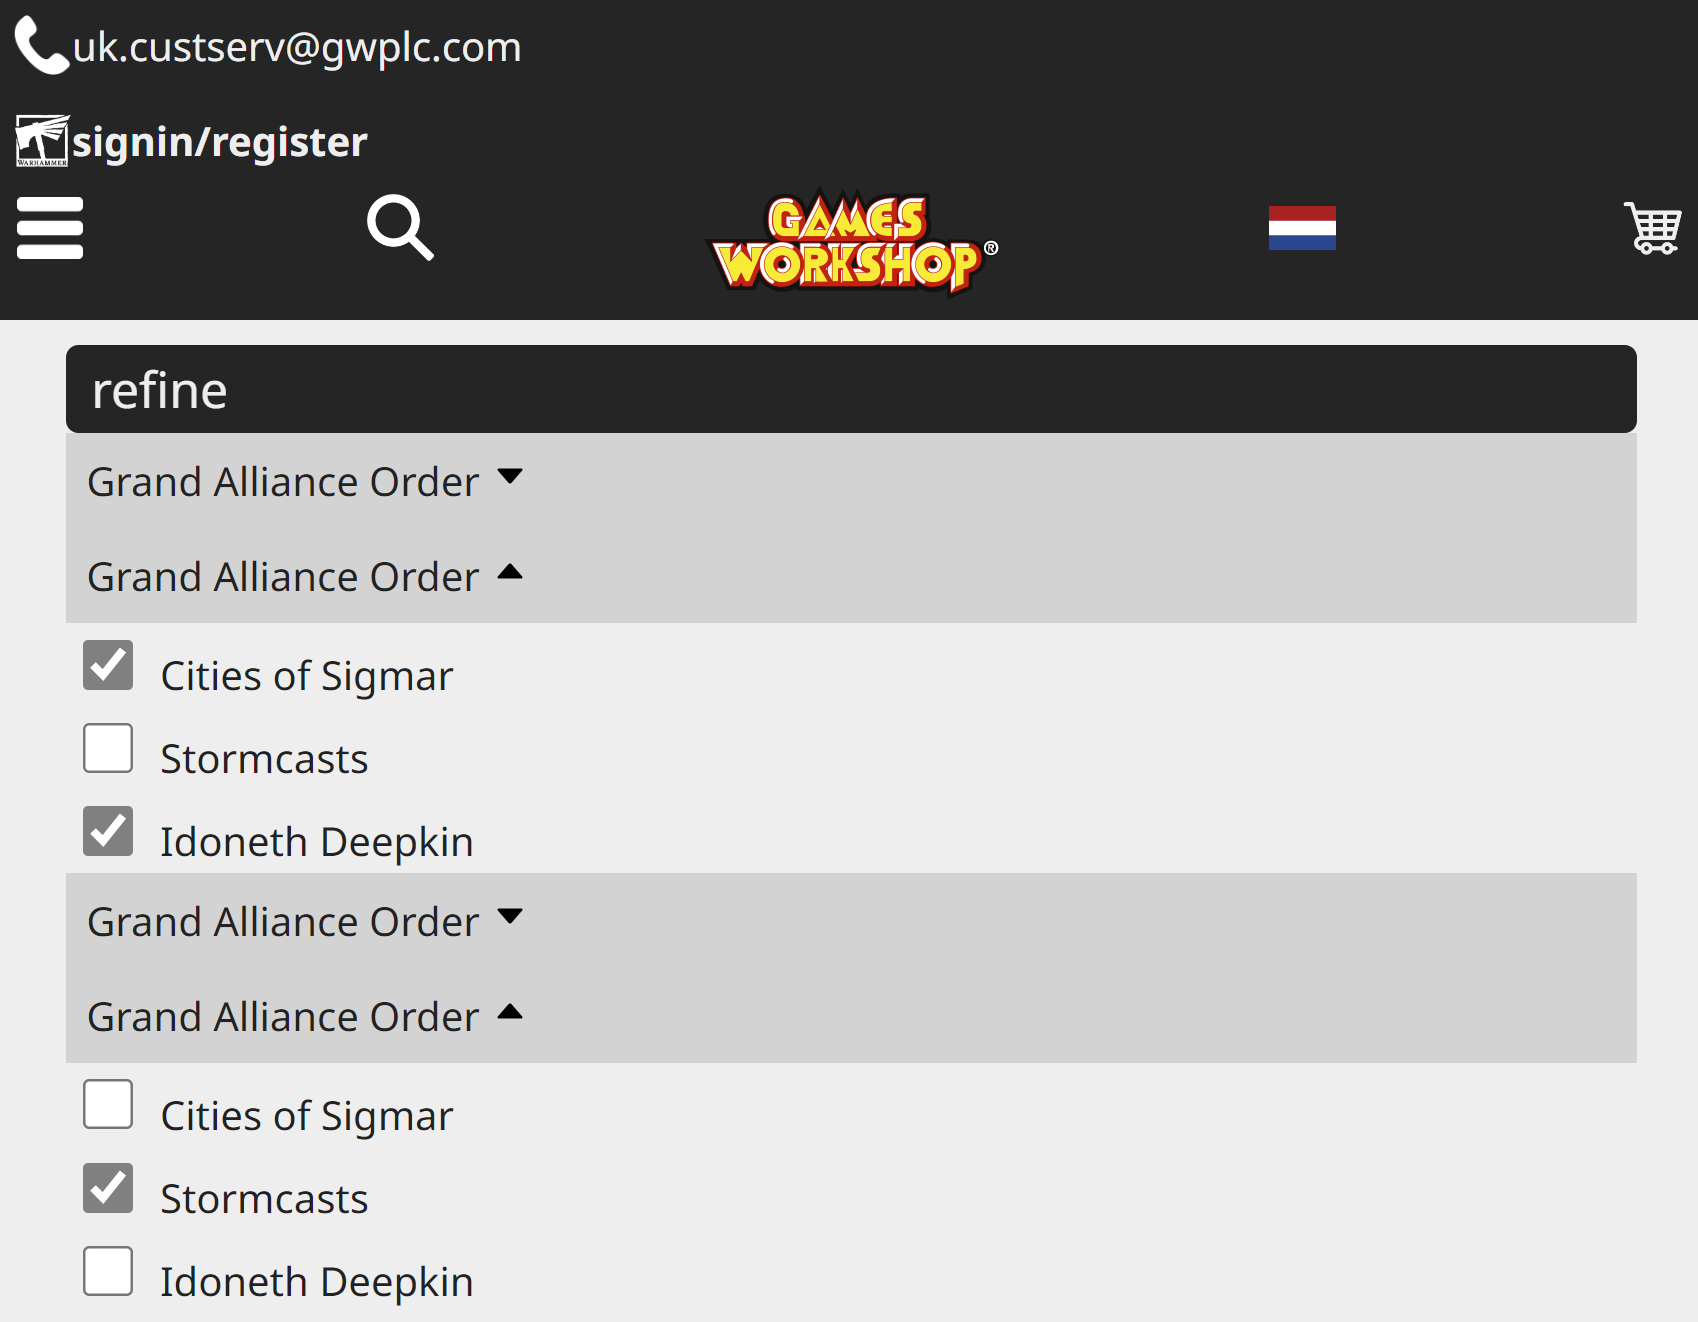 uk.custserv@gwplc.com
WARHAMMER
signin/register
GAMES
WORKSHOP®
refine
Grand Alliance Order
Grand Alliance Order
Cities of Sigmar
Stormcasts
Idoneth Deepkin
Grand Alliance Order
Grand Alliance Order
Cities of Sigmar
Stormcasts
Idoneth Deepkin